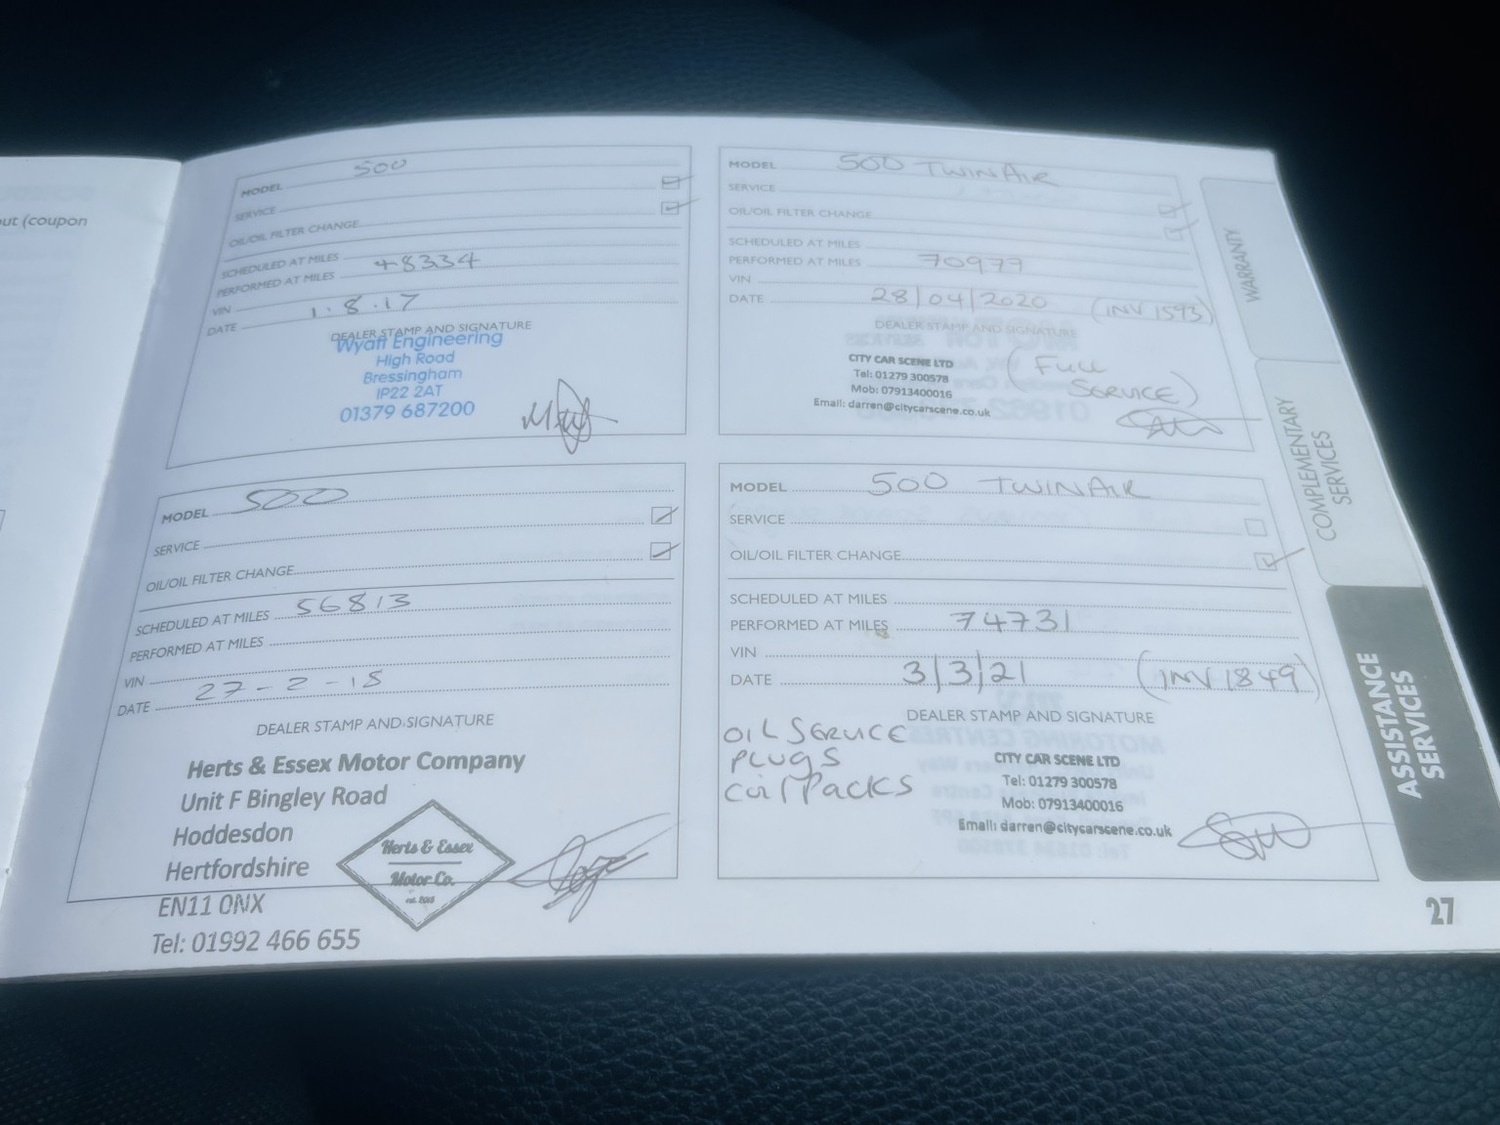 out (coupon
MODEL 500
SERVICE
OIL/OIL FILTER CHANGE
SCHEDULED AT MILES
PERFORMED AT MILES 48334
VIN
DATE 1.8.17
DEALER STAMP AND SIGNATURE
Wyatt Engineering
High Road
Bressingham
IP22 2AT
01379 687200
MODEL 500 TWINAIR
SERVICE
OIL/OIL FILTER CHANGE
SCHEDULED AT MILES
PERFORMED AT MILES 70977
VIN
DATE 28/04/2020 (INV 1593)
DEALER STAMP AND SIGNATURE
CITY CAR SCENE LTD
Tel: 01279 300578
Mob: 07913400016
Email: darren@citycarscene.co.uk
(FULL
SERVICE)
MODEL 500
SERVICE
OIL/OIL FILTER CHANGE
SCHEDULED AT MILES 56813
PERFORMED AT MILES
VIN
DATE 27-2-18
DEALER STAMP AND SIGNATURE
Herts & Essex Motor Company
Unit F Bingley Road
Hoddesdon
Hertfordshire
EN11 0NX
Tel: 01992 466 655
Herts & Essex
Motor Co.
MODEL 500 TWINAIR
SERVICE
OIL/OIL FILTER CHANGE
SCHEDULED AT MILES
PERFORMED AT MILES 74731
VIN
DATE 3/3/21 (INV 1849)
DEALER STAMP AND SIGNATURE
OIL SERVICE
PLUGS
COIL PACKS
CITY CAR SCENE LTD
Tel: 01279 300578
Mob: 07913400016
Email: darren@citycarscene.co.uk
WARRANTY
COMPLEMENTARY
SERVICES
ASSISTANCE
SERVICES
27